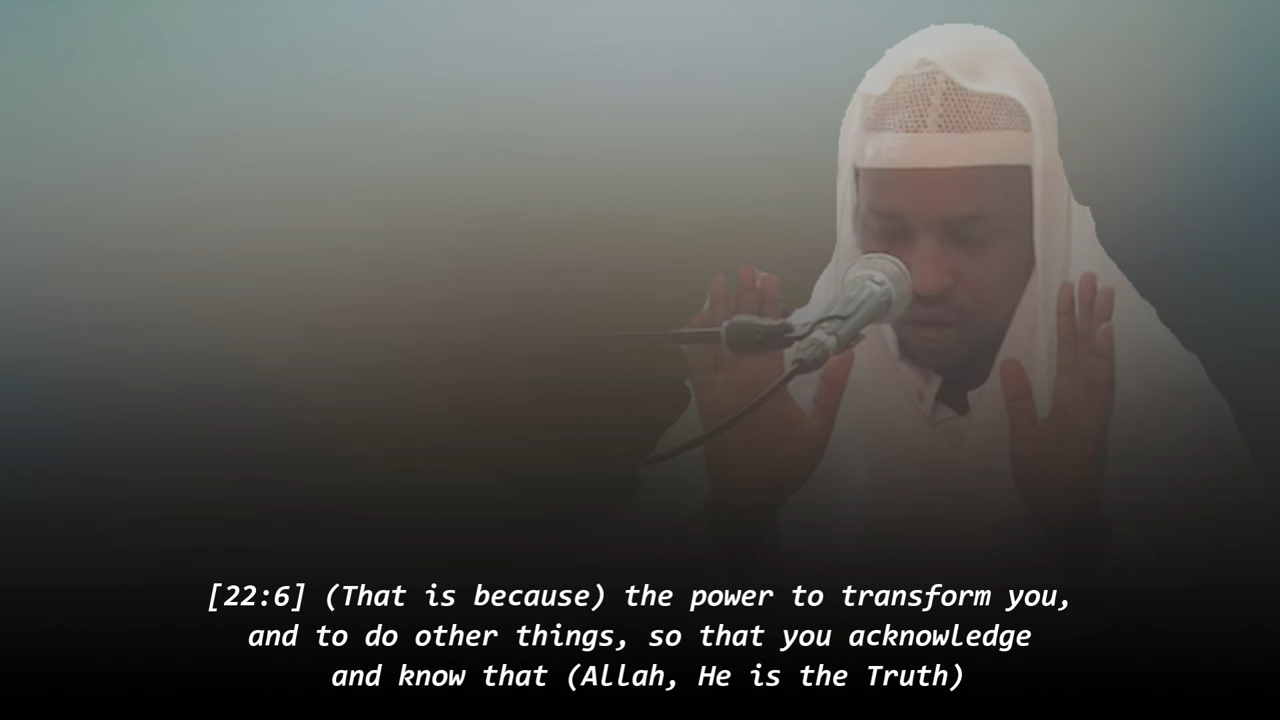 [22:6] (That is because) the power to transform you,
and to do other things, so that you acknowledge
and know that (Allah, He is the Truth)